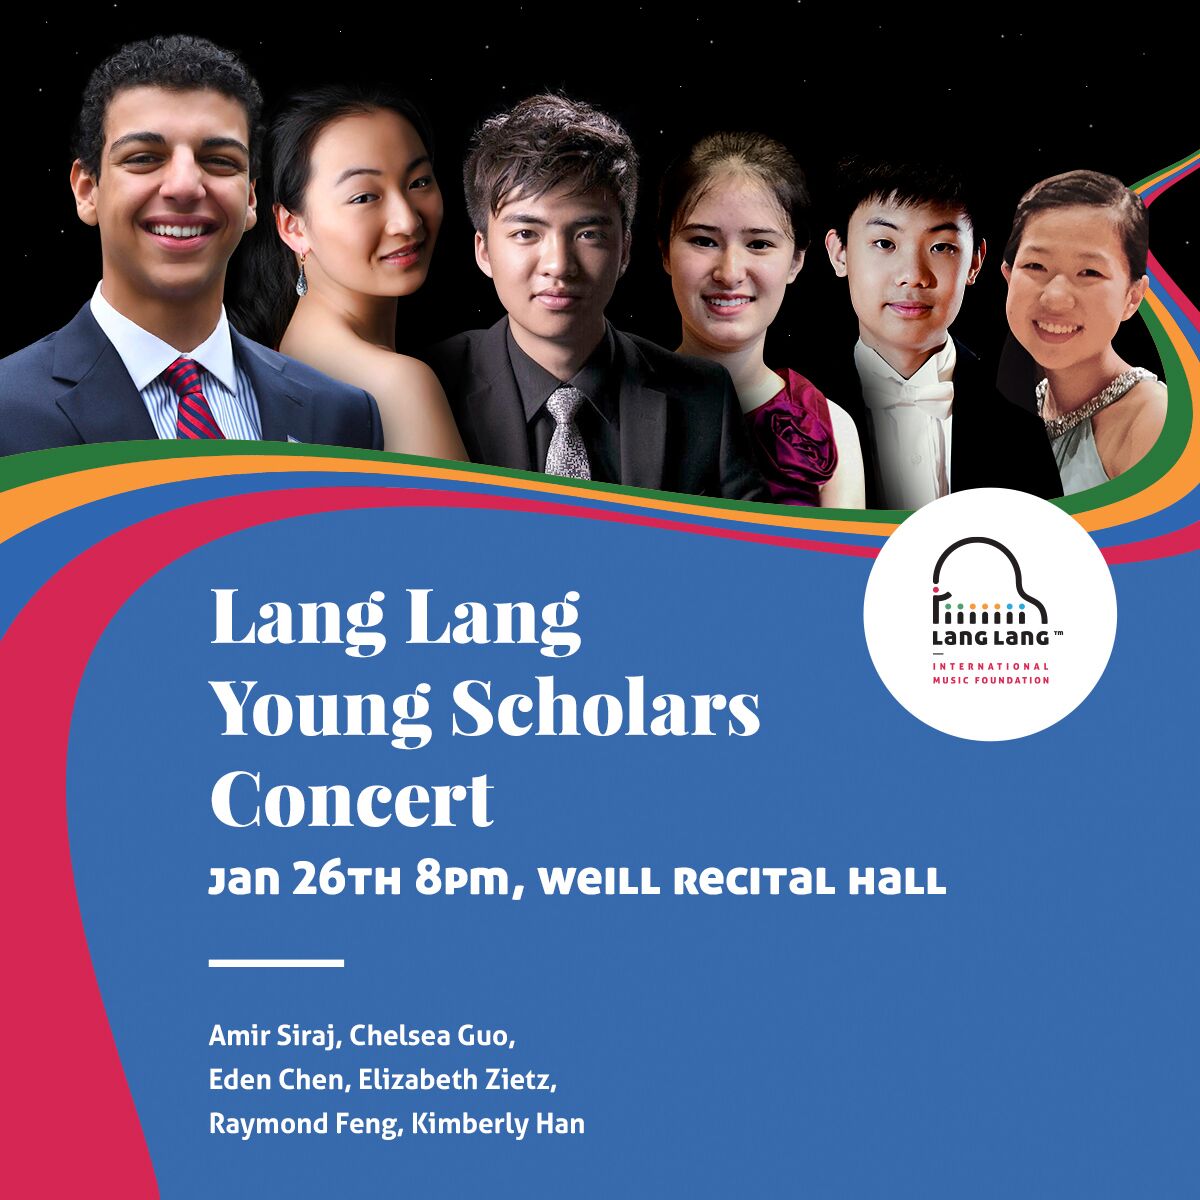 Lang Lang
Young Scholars
Concert
Jan 26TH 8pm, Weill Recital Hall
Amir Siraj, Chelsea Guo,
Eden Chen, Elizabeth Zietz,
Raymond Feng, Kimberly Han
Lang Lang™
INTERNATIONAL
MUSIC FOUNDATION